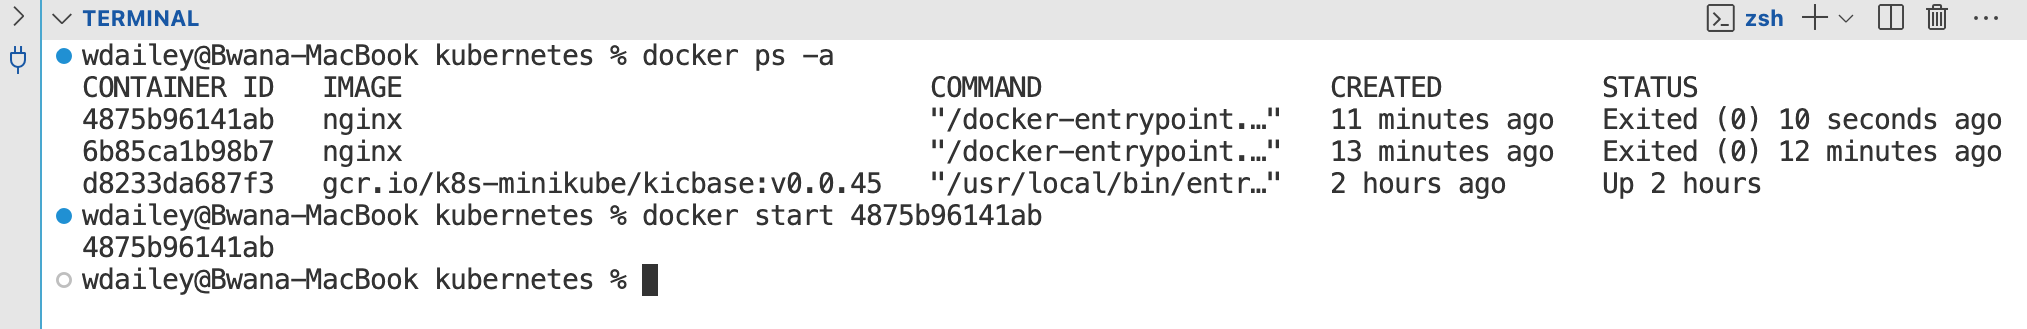 TERMINAL
zsh
wdailey@Bwana-MacBook kubernetes % docker ps -a
CONTAINER ID   IMAGE                                 COMMAND                  CREATED          STATUS
4875b96141ab   nginx                                 "/docker-entrypoint.…"   11 minutes ago   Exited (0) 10 seconds ago
6b85ca1b98b7   nginx                                 "/docker-entrypoint.…"   13 minutes ago   Exited (0) 12 minutes ago
d8233da687f3   gcr.io/k8s-minikube/kicbase:v0.0.45   "/usr/local/bin/entr…"   2 hours ago      Up 2 hours
wdailey@Bwana-MacBook kubernetes % docker start 4875b96141ab
4875b96141ab
wdailey@Bwana-MacBook kubernetes %